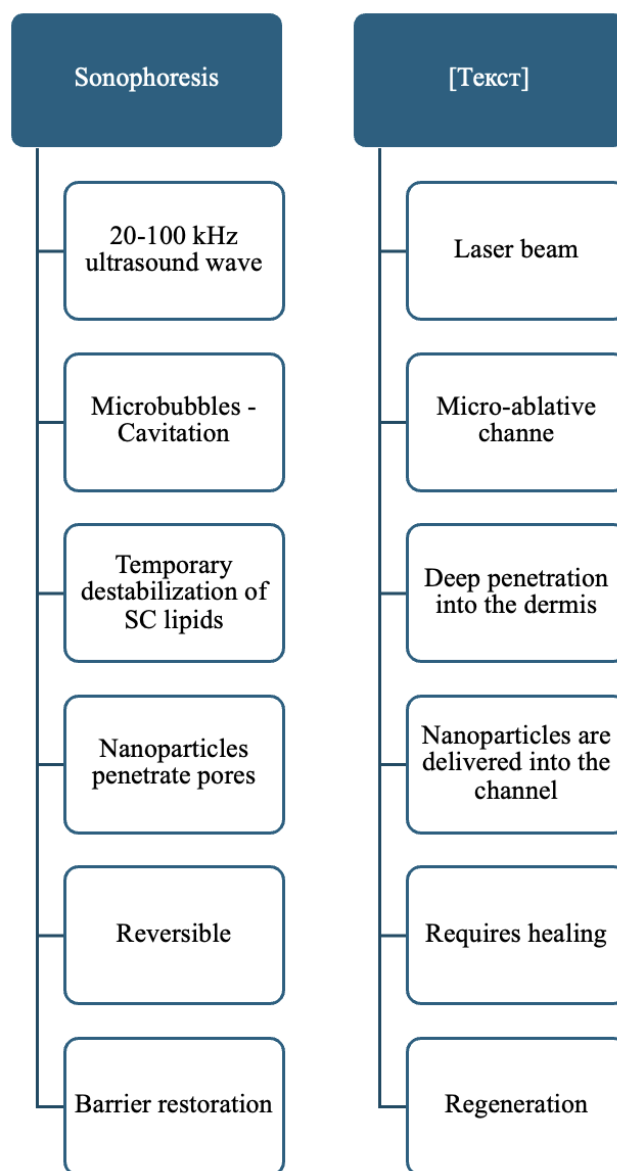 Sonophoresis
20-100 kHz
ultrasound wave
Microbubbles -
Cavitation
Temporary
destabilization of
SC lipids
Nanoparticles
penetrate pores
Reversible
Barrier restoration
[Текст]
Laser beam
Micro-ablative
channe
Deep penetration
into the dermis
Nanoparticles are
delivered into the
channel
Requires healing
Regeneration